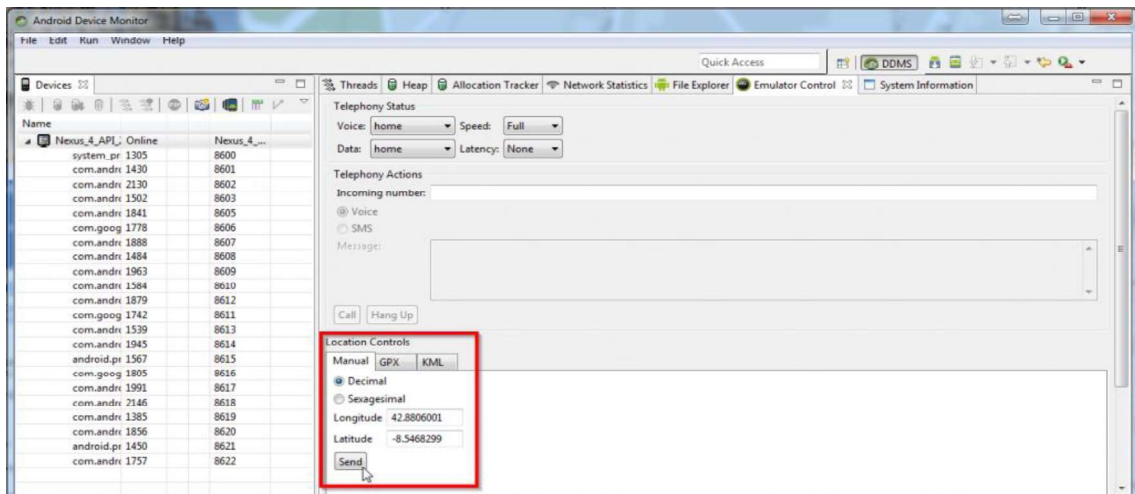 Android Device Monitor
File Edit Run Window Help
Quick Access
DDMS
Devices
Threads Heap Allocation Tracker Network Statistics File Explorer Emulator Control System Information
Name
Nexus_4_API_ Online Nexus_4_...
system_pr 1305 8600
com.andr 1430 8601
com.andr 2130 8602
com.andr 1502 8603
com.andr 1841 8605
com.goog 1778 8606
com.andr 1888 8607
com.andr 1484 8608
com.andr 1963 8609
com.andr 1584 8610
com.andr 1879 8612
com.goog 1742 8611
com.andr 1539 8613
com.andr 1945 8614
android.pr 1567 8615
com.goog 1805 8616
com.andr 1991 8617
com.andr 2146 8618
com.andr 1385 8619
com.andr 1856 8620
android.pr 1450 8621
com.andr 1757 8622
Telephony Status
Voice: home Speed: Full
Data: home Latency: None
Telephony Actions
Incoming number:
Voice
SMS
Message:
Call Hang Up
Location Controls
Manual GPX KML
Decimal
Sexagesimal
Longitude 42.8806001
Latitude -8.5468299
Send